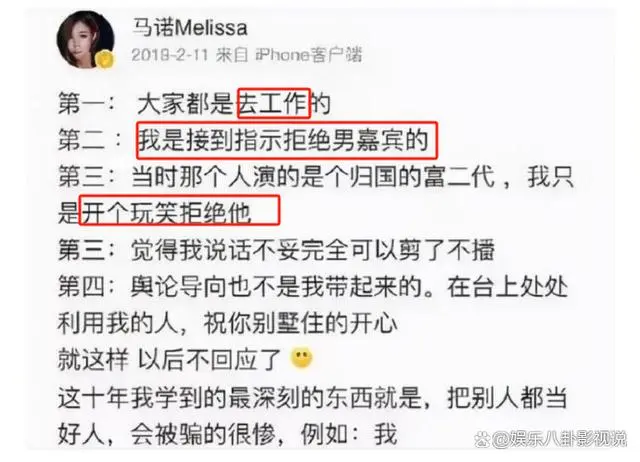 马诺Melissa
2019-2-11 来自 iPhone客户端
第一： 大家都是去工作的
第二 ：我是接到指示拒绝男嘉宾的
第三：当时那个人演的是个归国的富二代 ，我只
是开个玩笑拒绝他
第三：觉得我说话不妥完全可以剪了不播
第四：舆论导向也不是我带起来的。在台上处处
利用我的人，祝你别墅住的开心
就这样 以后不回应了
这十年我学到的最深刻的东西就是，把别人都当
好人，会被骗的很惨，例如：我
@娱乐八卦影视说